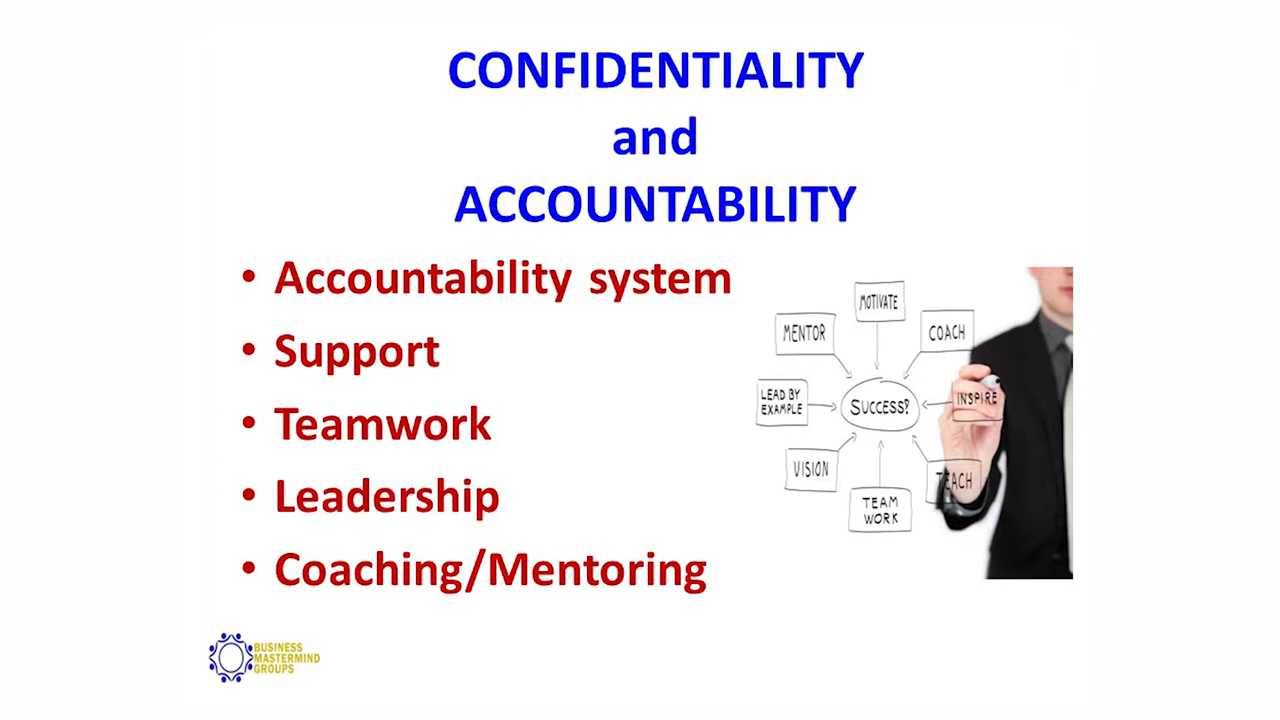 CONFIDENTIALITY
and
ACCOUNTABILITY
• Accountability system
• Support
• Teamwork
• Leadership
• Coaching/Mentoring
MOTIVATE
MENTOR
COACH
LEAD BY
EXAMPLE
SUCCESS?
INSPIRE
VISION
TEACH
TEAM
WORK
BUSINESS
MASTERMIND
GROUPS